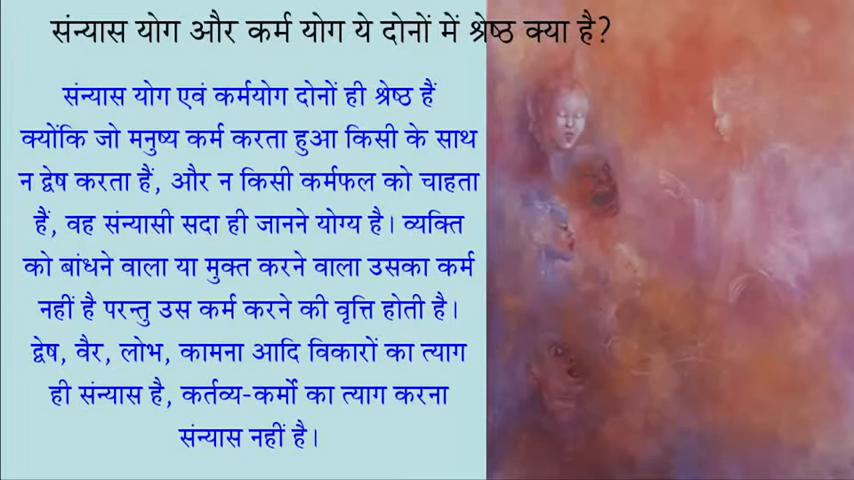 संन्यास योग और कर्म योग ये दोनों में श्रेष्ठ क्या है?
संन्यास योग एवं कर्मयोग दोनों ही श्रेष्ठ हैं
क्योंकि जो मनुष्य कर्म करता हुआ किसी के साथ
न द्वेष करता हैं, और न किसी कर्मफल को चाहता
हैं, वह संन्यासी सदा ही जानने योग्य है। व्यक्ति
को बांधने वाला या मुक्त करने वाला उसका कर्म
नहीं है परन्तु उस कर्म करने की वृत्ति होती है।
द्वेष, वैर, लोभ, कामना आदि विकारों का त्याग
ही संन्यास है, कर्तव्य-कर्मो का त्याग करना
संन्यास नहीं है।